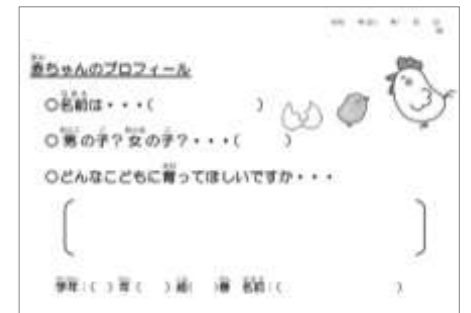 赤ちゃんのプロフィール
○名前は・・・(　　　　　)
○男の子？女の子？・・・(　　　)
○どんなこどもに育ってほしいですか・・・
学年：(　)年(　)組(　)番 名前：(　　　　　)